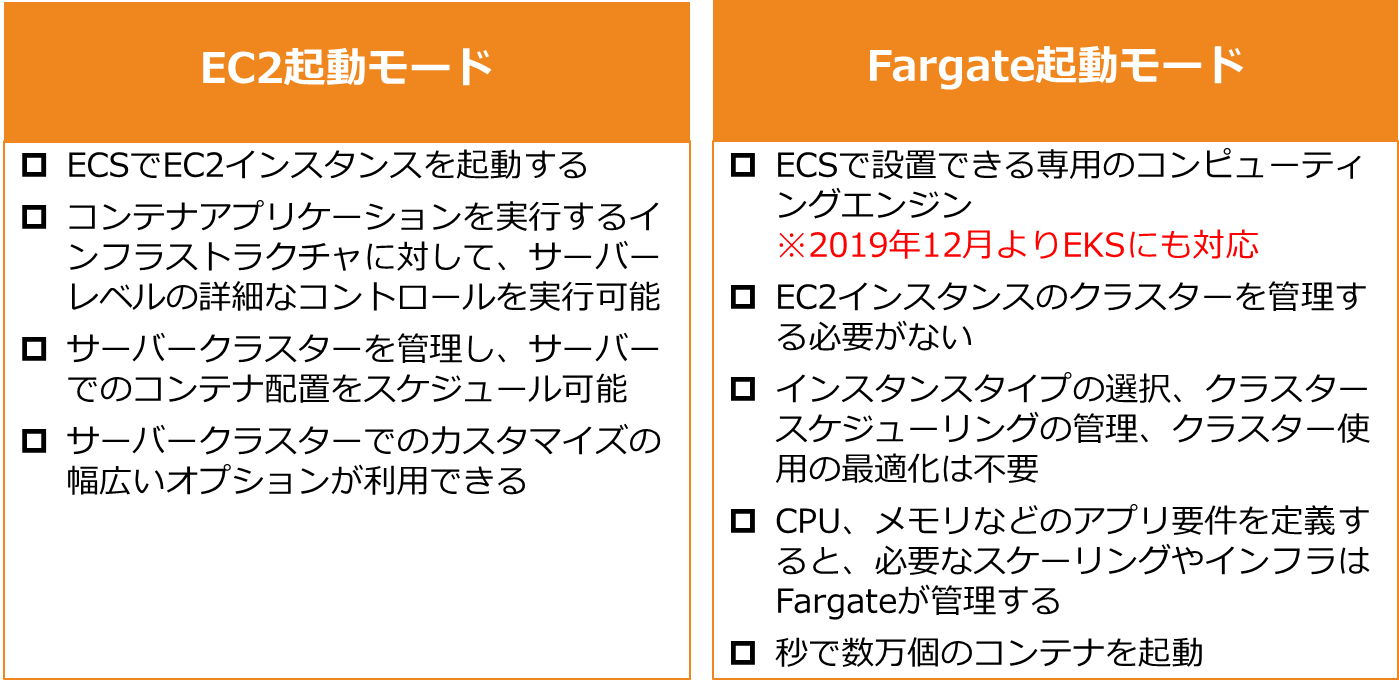 EC2起動モード
ECSでEC2インスタンスを起動する
コンテナアプリケーションを実行するイ
ンフラストラクチャに対して、サーバー
レベルの詳細なコントロールを実行可能
サーバークラスターを管理し、サーバー
でのコンテナ配置をスケジュール可能
サーバークラスターでのカスタマイズの
幅広いオプションが利用できる
Fargate起動モード
ECSで設置できる専用のコンピューティ
ングエンジン
※2019年12月よりEKSにも対応
EC2インスタンスのクラスターを管理す
る必要がない
インスタンスタイプの選択、クラスター
スケジューリングの管理、クラスター使
用の最適化は不要
CPU、メモリなどのアプリ要件を定義す
ると、必要なスケーリングやインフラは
Fargateが管理する
秒で数万個のコンテナを起動